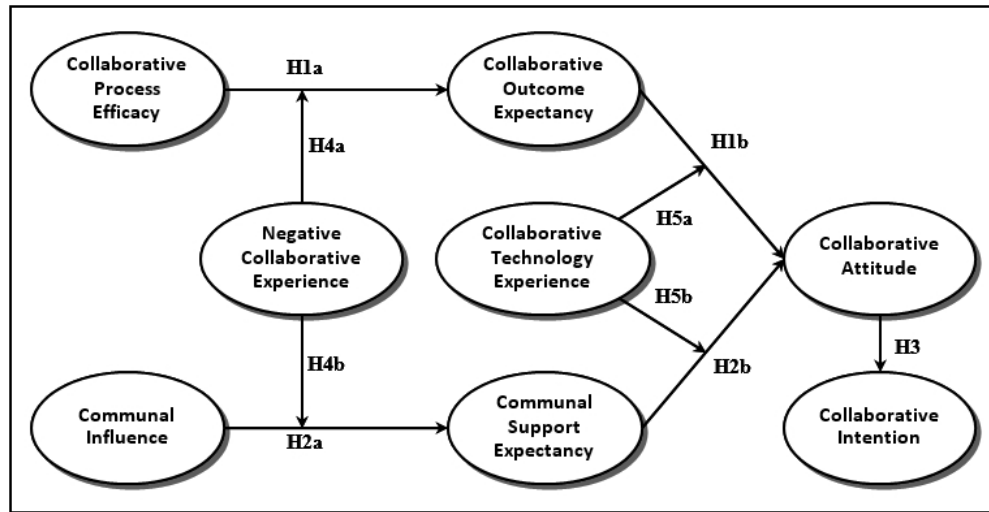 Collaborative
Process
Efficacy
H1a
Collaborative
Outcome
Expectancy
H1b
H4a
Negative
Collaborative
Experience
Collaborative
Technology
Experience
H5a
H5b
Collaborative
Attitude
H4b
H3
Communal
Influence
H2a
Communal
Support
Expectancy
H2b
Collaborative
Intention